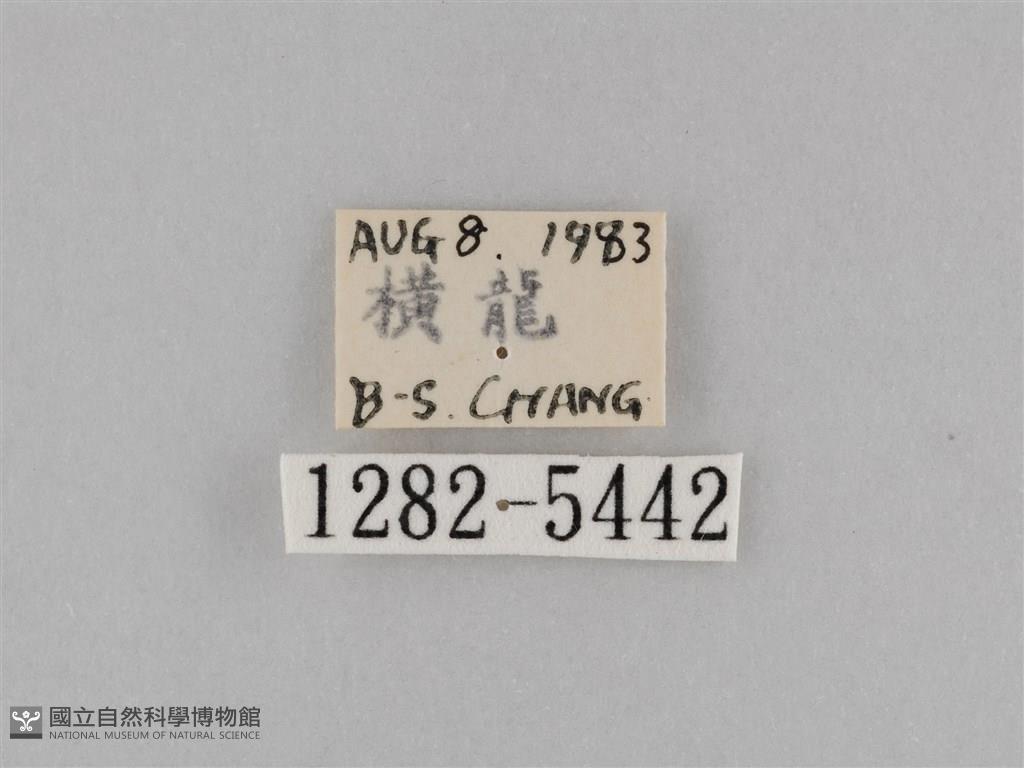 AUG 8. 1983
橫龍
B-S. CHANG
1282-5442
國立自然科學博物館
NATIONAL MUSEUM OF NATURAL SCIENCE